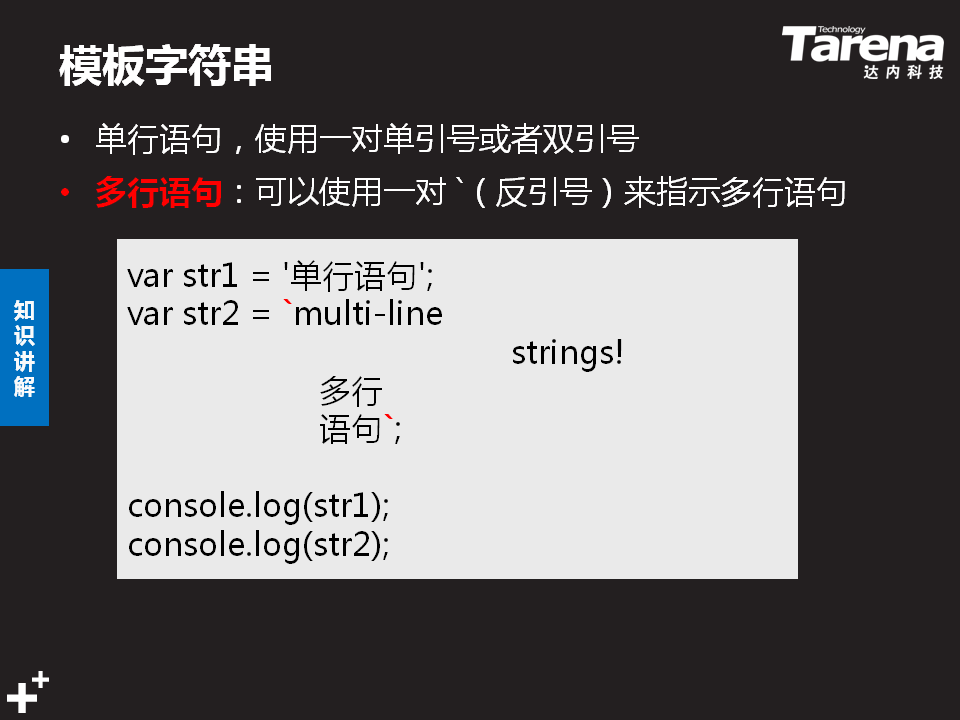 模板字符串
Technology
Tarena
达内科技
• 单行语句，使用一对单引号或者双引号
• 多行语句：可以使用一对 `（反引号）来指示多行语句
知识讲解
var str1 = '单行语句';
var str2 = `multi-line
strings!
多行
语句`;
console.log(str1);
console.log(str2);